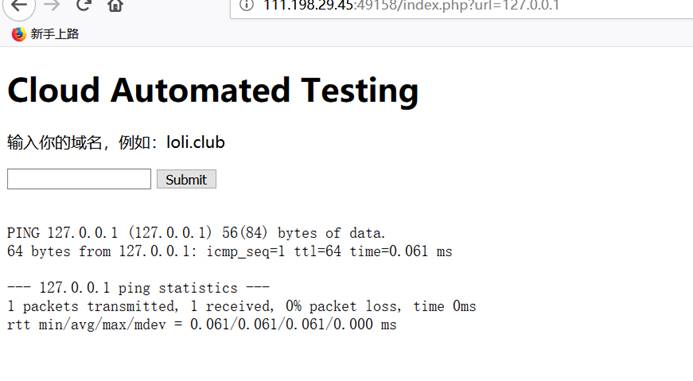 111.198.29.45:49158/index.php?url=127.0.0.1
新手上路
Cloud Automated Testing
输入你的域名，例如：loli.club
Submit
PING 127.0.0.1 (127.0.0.1) 56(84) bytes of data.
64 bytes from 127.0.0.1: icmp_seq=1 ttl=64 time=0.061 ms
--- 127.0.0.1 ping statistics ---
1 packets transmitted, 1 received, 0% packet loss, time 0ms
rtt min/avg/max/mdev = 0.061/0.061/0.061/0.000 ms